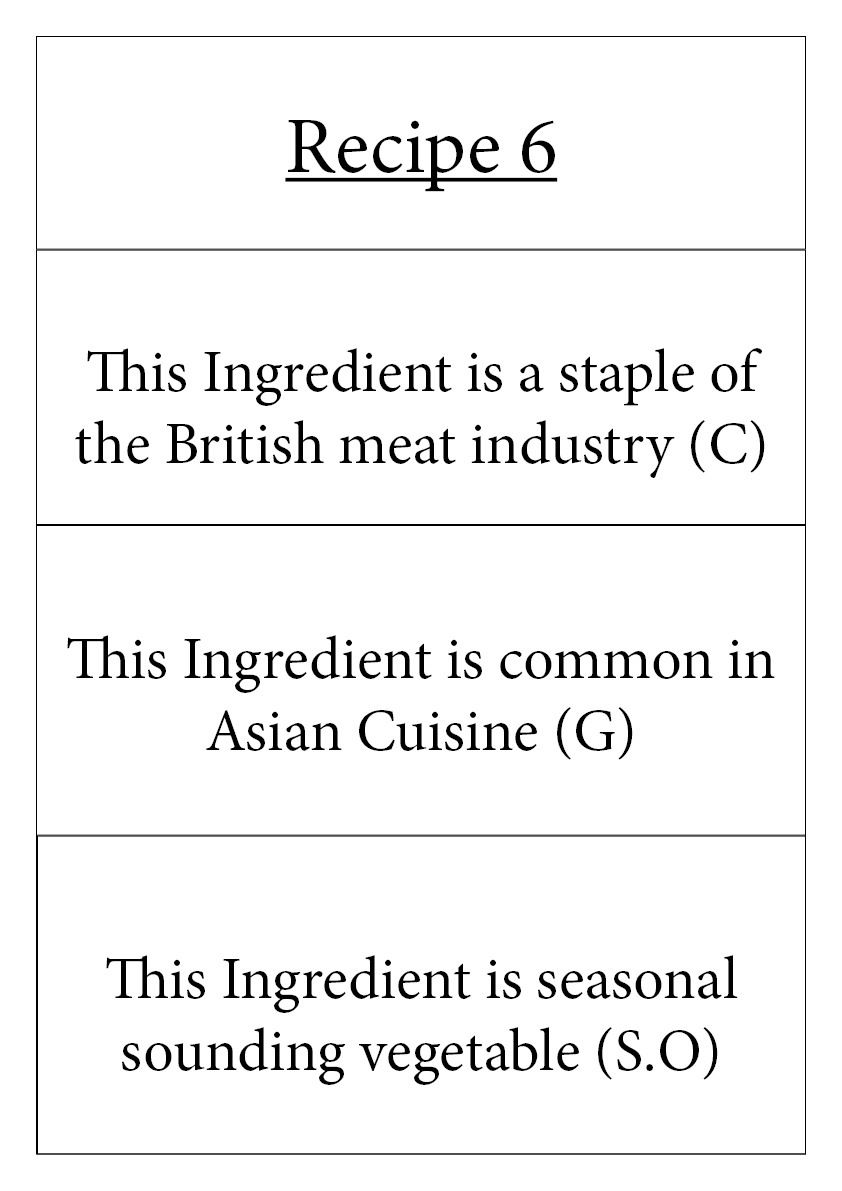 Recipe 6
This Ingredient is a staple of
the British meat industry (C)
This Ingredient is common in
Asian Cuisine (G)
This Ingredient is seasonal
sounding vegetable (S.O)